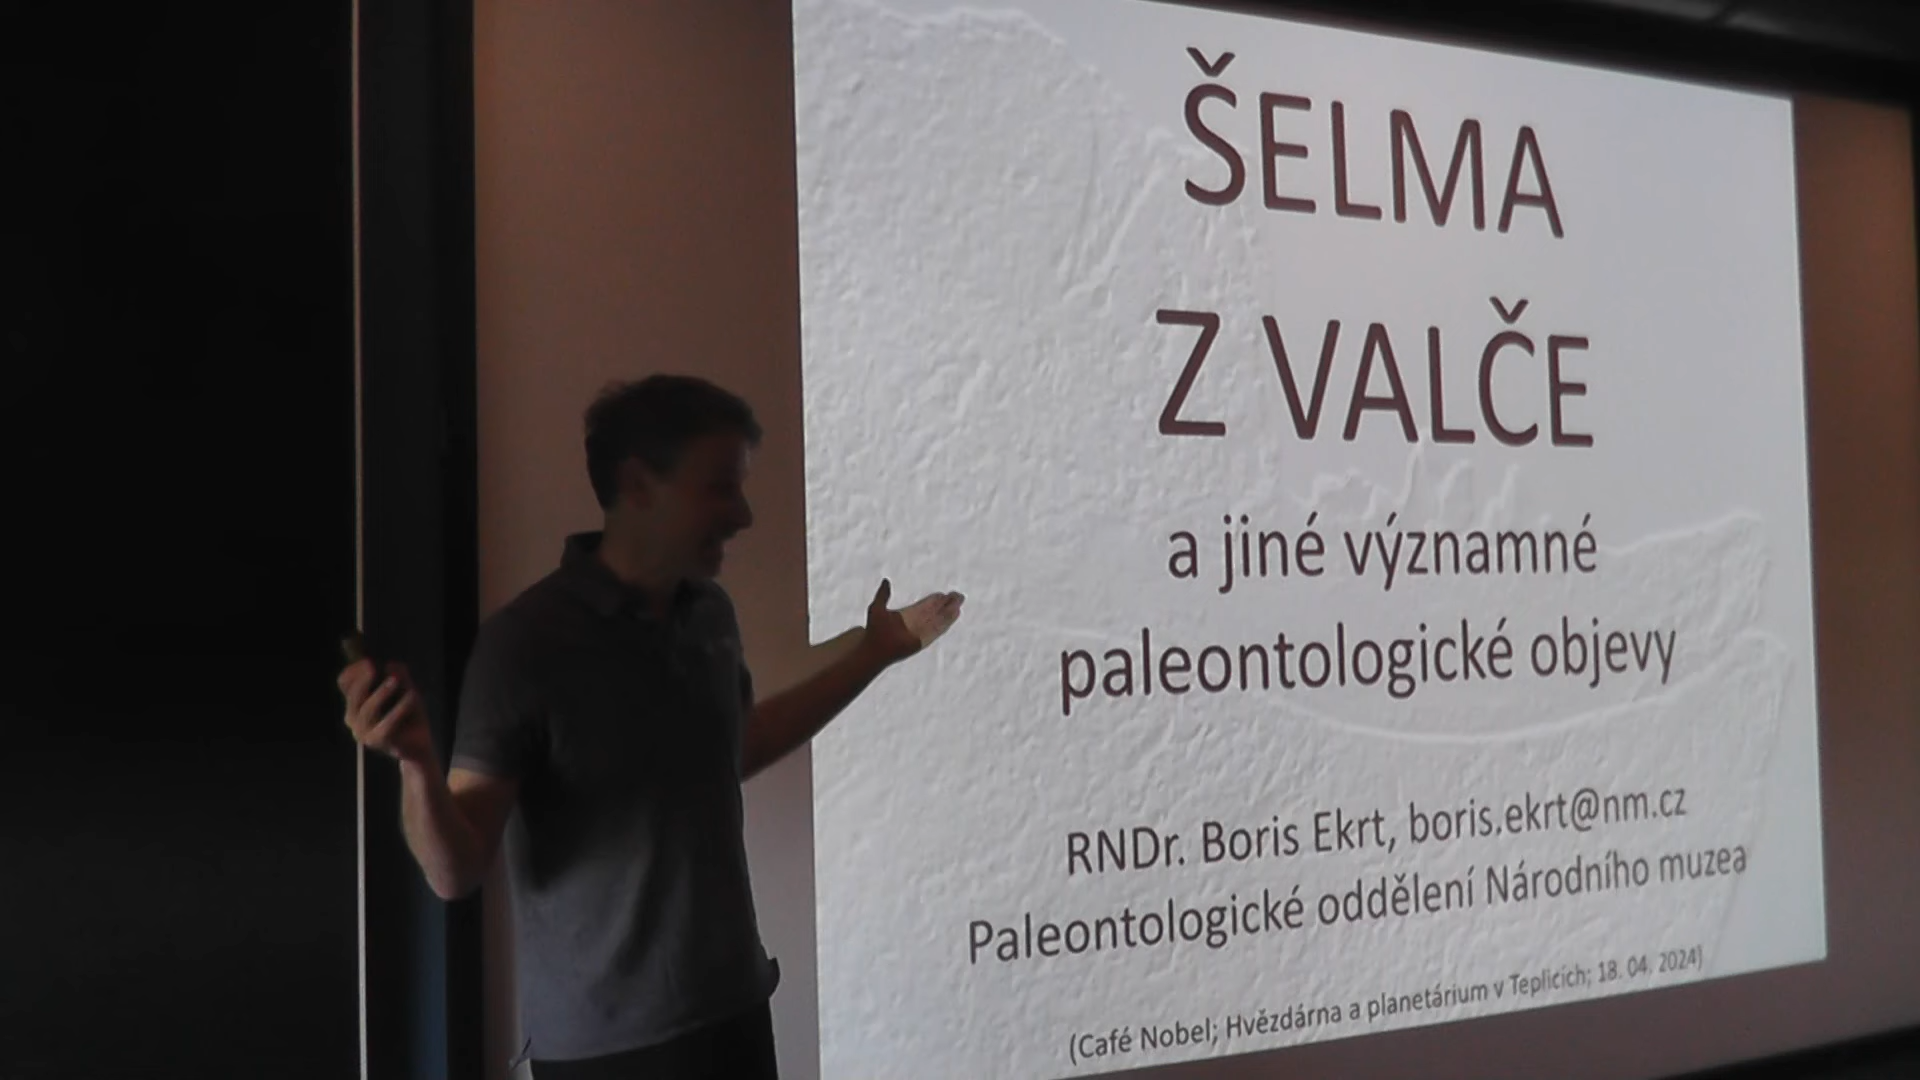 ŠELMA
Z VALČE
a jiné významné
paleontologické objevy
RNDr. Boris Ekrt, boris.ekrt@nm.cz
Paleontologické oddělení Národního muzea
(Café Nobel; Hvězdárna a planetárium v Teplicích; 18. 04. 2024)